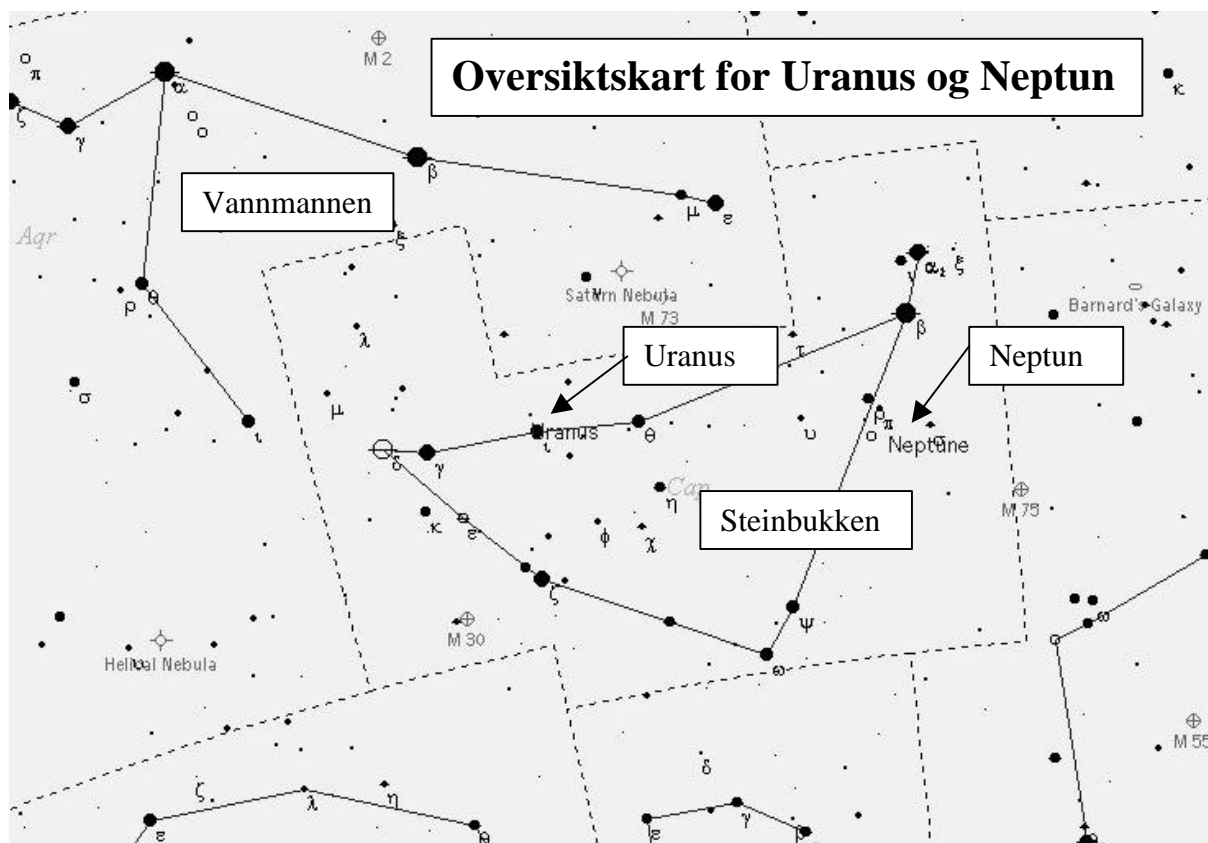 Oversiktskart for Uranus og Neptun
π
M 2
κ
α
ζ
γ
β
Vannmannen
μ ε
Aqr
ξ
ν α₂ ξ
ρ θ
Saturn Nebula
ν
M 73
Barnard's Galaxy
β
λ
τ
Uranus
Neptun
σ
μ
ι
Uranus
ι
θ
υ
ρ π
ο
σ
Neptune
δ γ
η
Cap
M 75
Steinbukken
κ ε
φ χ
ζ
ψ
ω
M 30
ω
υ
Helical Nebula
M 55
δ
ζ
λ
η
ε
θ
ε
γ
β